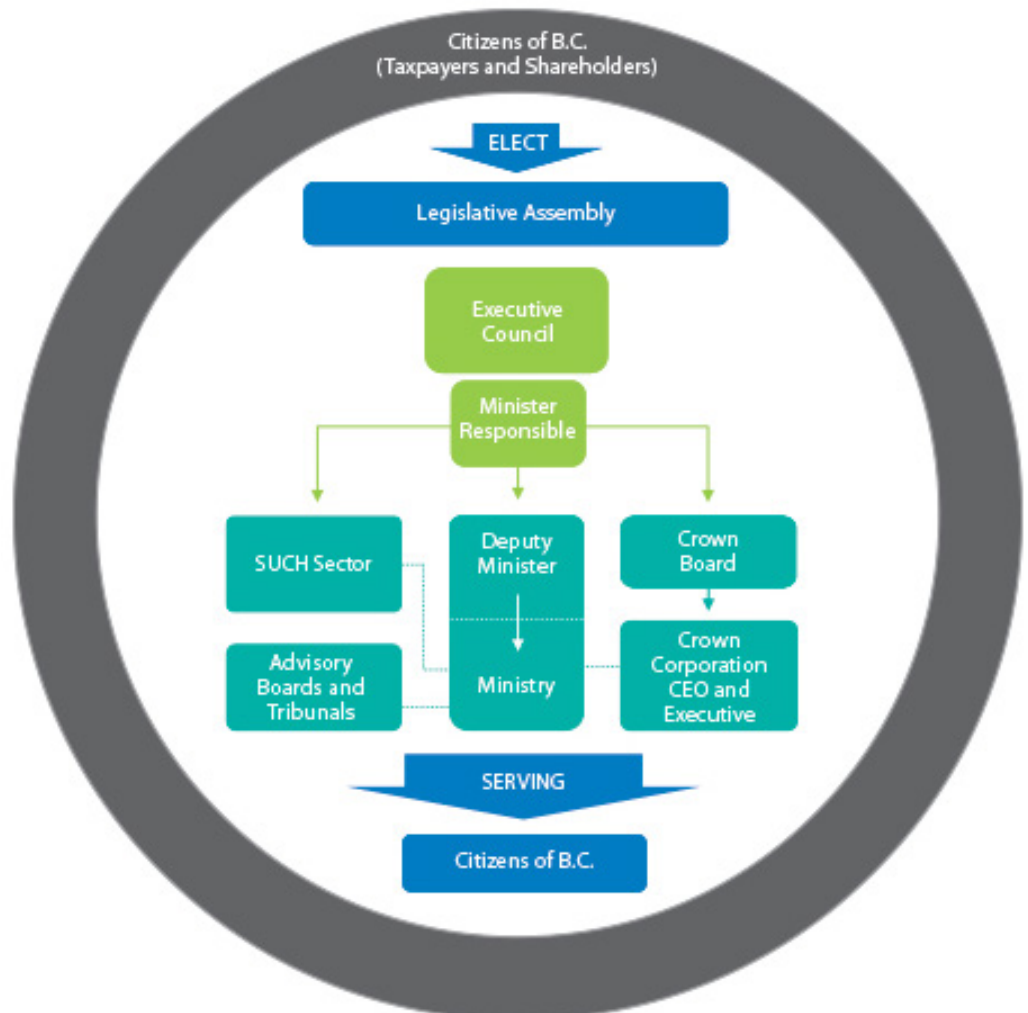 Citizens of B.C.
(Taxpayers and Shareholders)
ELECT
Legislative Assembly
Executive
Council
Minister
Responsible
SUCH Sector
Deputy
Minister
Crown
Board
Advisory
Boards and
Tribunals
Ministry
Crown
Corporation
CEO and
Executive
SERVING
Citizens of B.C.